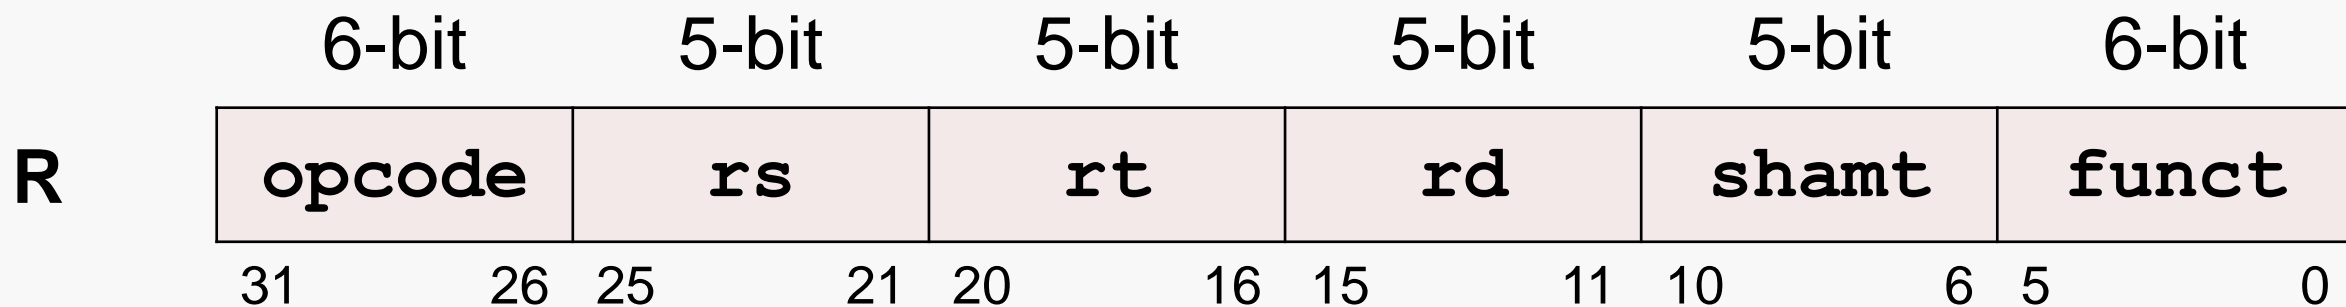 6-bit 5-bit 5-bit 5-bit 5-bit 6-bit
R opcode rs rt rd shamt funct
31 26 25 21 20 16 15 11 10 6 5 0